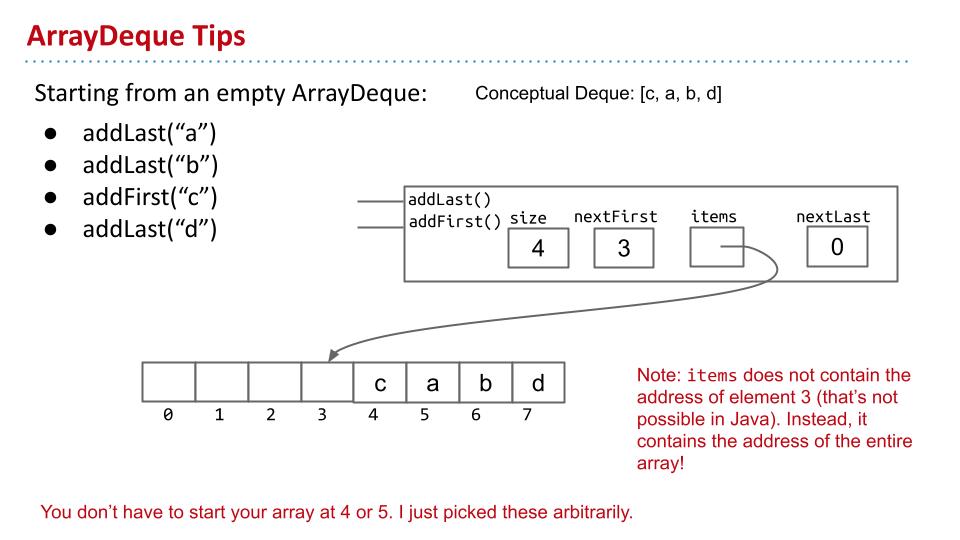 ArrayDeque Tips
Starting from an empty ArrayDeque:
Conceptual Deque: [c, a, b, d]
● addLast(“a”)
● addLast(“b”)
● addFirst(“c”)
● addLast(“d”)
addLast()
addFirst()
size
nextFirst
items
nextLast
4
3
0
c a b d
0 1 2 3 4 5 6 7
Note: items does not contain the
address of element 3 (that’s not
possible in Java). Instead, it
contains the address of the entire
array!
You don’t have to start your array at 4 or 5. I just picked these arbitrarily.